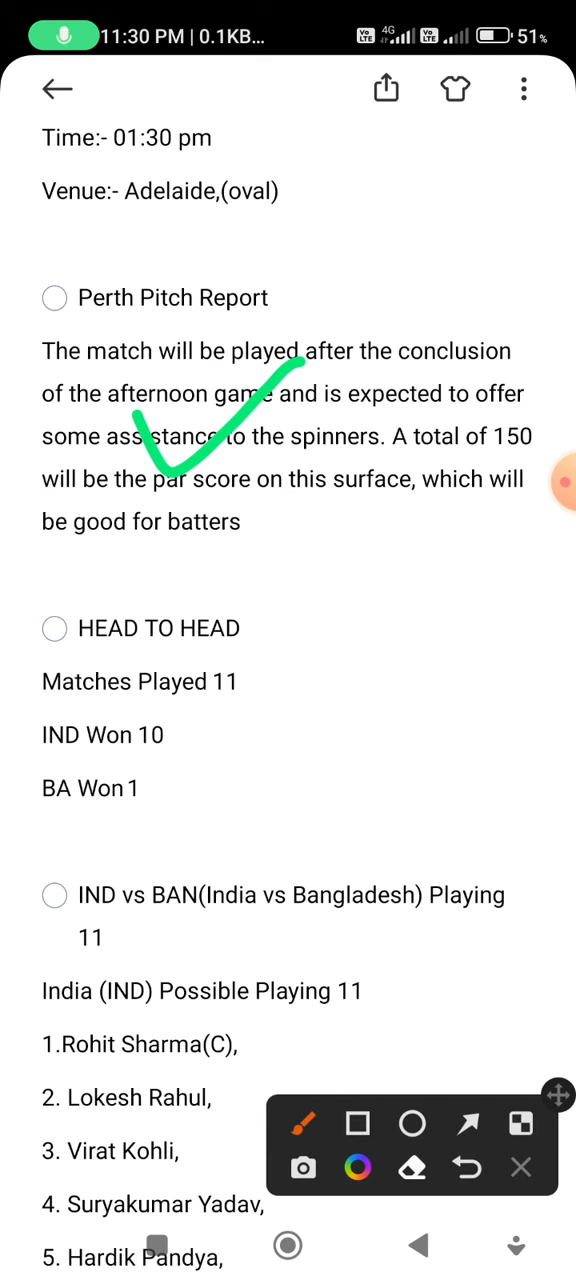 11:30 PM | 0.1KB...
Vo LTE 4G Vo LTE 51%
Time:- 01:30 pm
Venue:- Adelaide,(oval)
Perth Pitch Report
The match will be played after the conclusion
of the afternoon game and is expected to offer
some assistance to the spinners. A total of 150
will be the par score on this surface, which will
be good for batters
HEAD TO HEAD
Matches Played 11
IND Won 10
BA Won 1
IND vs BAN(India vs Bangladesh) Playing
11
India (IND) Possible Playing 11
1.Rohit Sharma(C),
2. Lokesh Rahul,
3. Virat Kohli,
4. Suryakumar Yadav,
5. Hardik Pandya,